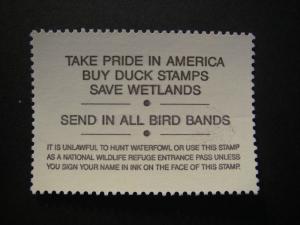 TAKE PRIDE IN AMERICA
BUY DUCK STAMPS
SAVE WETLANDS
SEND IN ALL BIRD BANDS
IT IS UNLAWFUL TO HUNT WATERFOWL OR USE THIS STAMP
AS A NATIONAL WILDLIFE REFUGE ENTRANCE PASS UNLESS
YOU SIGN YOUR NAME IN INK ON THE FACE OF THIS STAMP.